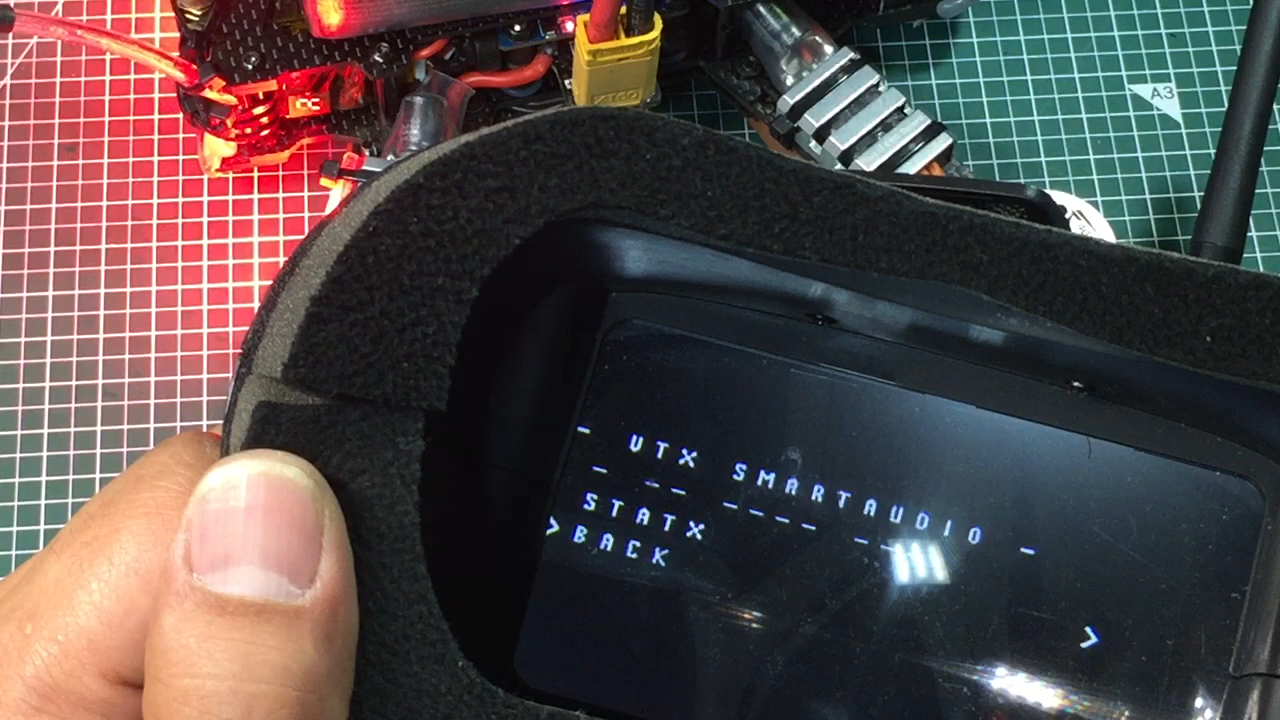 XT60
A3
- VTX SMARTAUDIO -
- -- ---- ---
STATX
>BACK
>